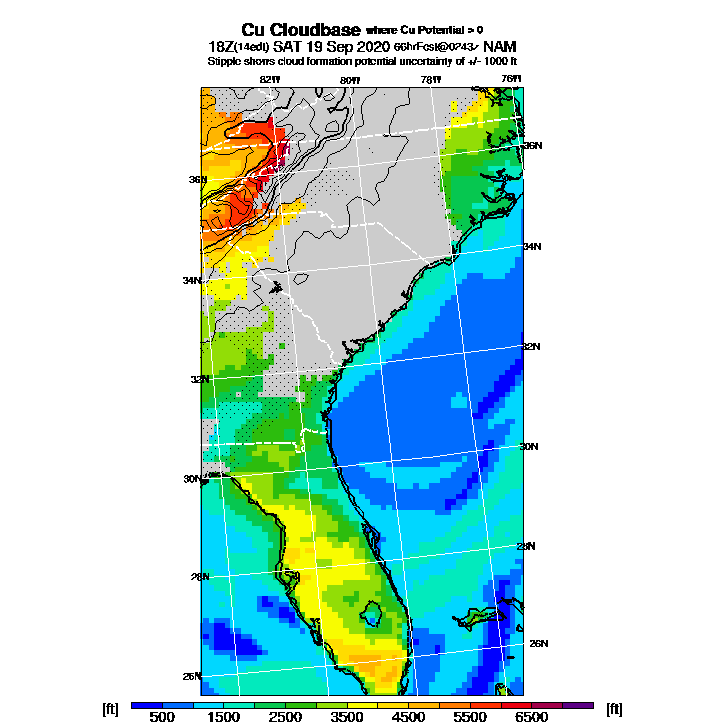 Cu Cloudbase where Cu Potential > 0
18Z(14edt) SAT 19 Sep 2020 66hrFcst@0243z NAM
Stipple shows cloud formation potential uncertainty of +/- 1000 ft
82W 80W 78W 76W
36N
36N
34N
34N
32N
32N
30N
30N
28N
28N
26N
26N
[ft] 500 1500 2500 3500 4500 5500 6500 [ft]